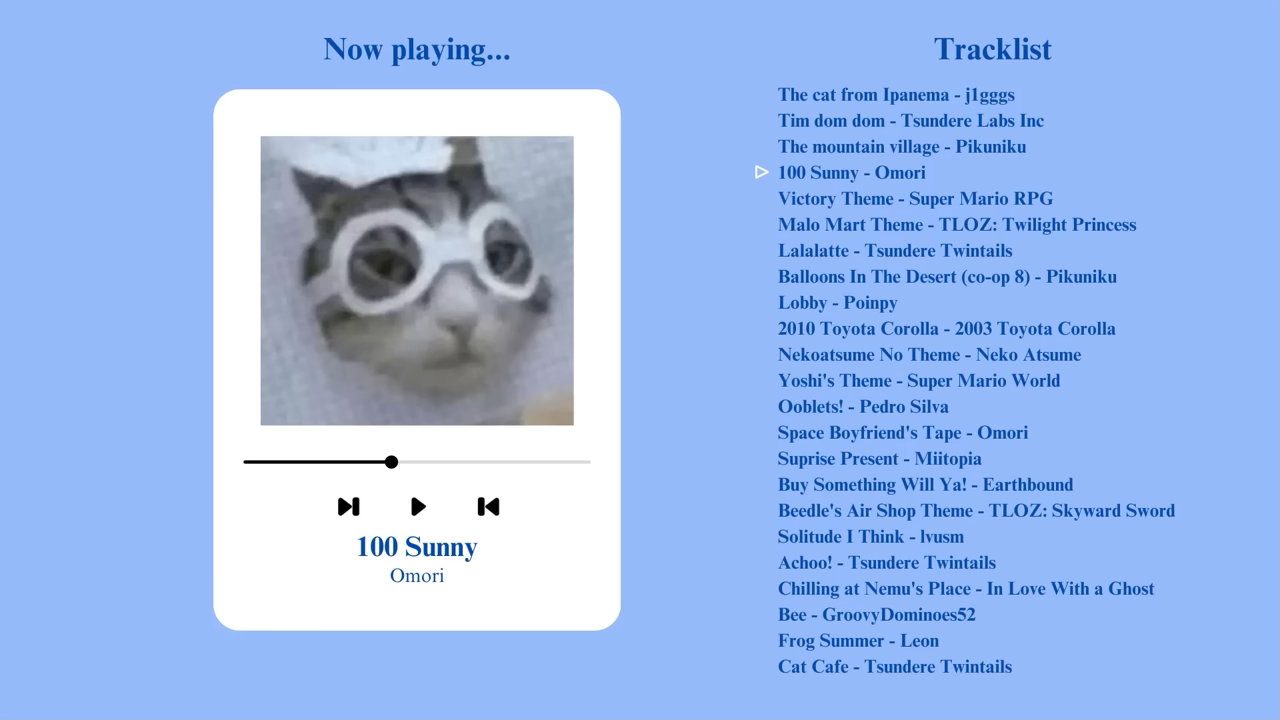 Now playing...
100 Sunny
Omori
Tracklist
The cat from Ipanema - j1gggs
Tim dom dom - Tsundere Labs Inc
The mountain village - Pikuniku
100 Sunny - Omori
Victory Theme - Super Mario RPG
Malo Mart Theme - TLOZ: Twilight Princess
Lalalatte - Tsundere Twintails
Balloons In The Desert (co-op 8) - Pikuniku
Lobby - Poinpy
2010 Toyota Corolla - 2003 Toyota Corolla
Nekoatsume No Theme - Neko Atsume
Yoshi's Theme - Super Mario World
Ooblets! - Pedro Silva
Space Boyfriend's Tape - Omori
Suprise Present - Miitopia
Buy Something Will Ya! - Earthbound
Beedle's Air Shop Theme - TLOZ: Skyward Sword
Solitude I Think - lvusm
Achoo! - Tsundere Twintails
Chilling at Nemu's Place - In Love With a Ghost
Bee - GroovyDominoes52
Frog Summer - Leon
Cat Cafe - Tsundere Twintails